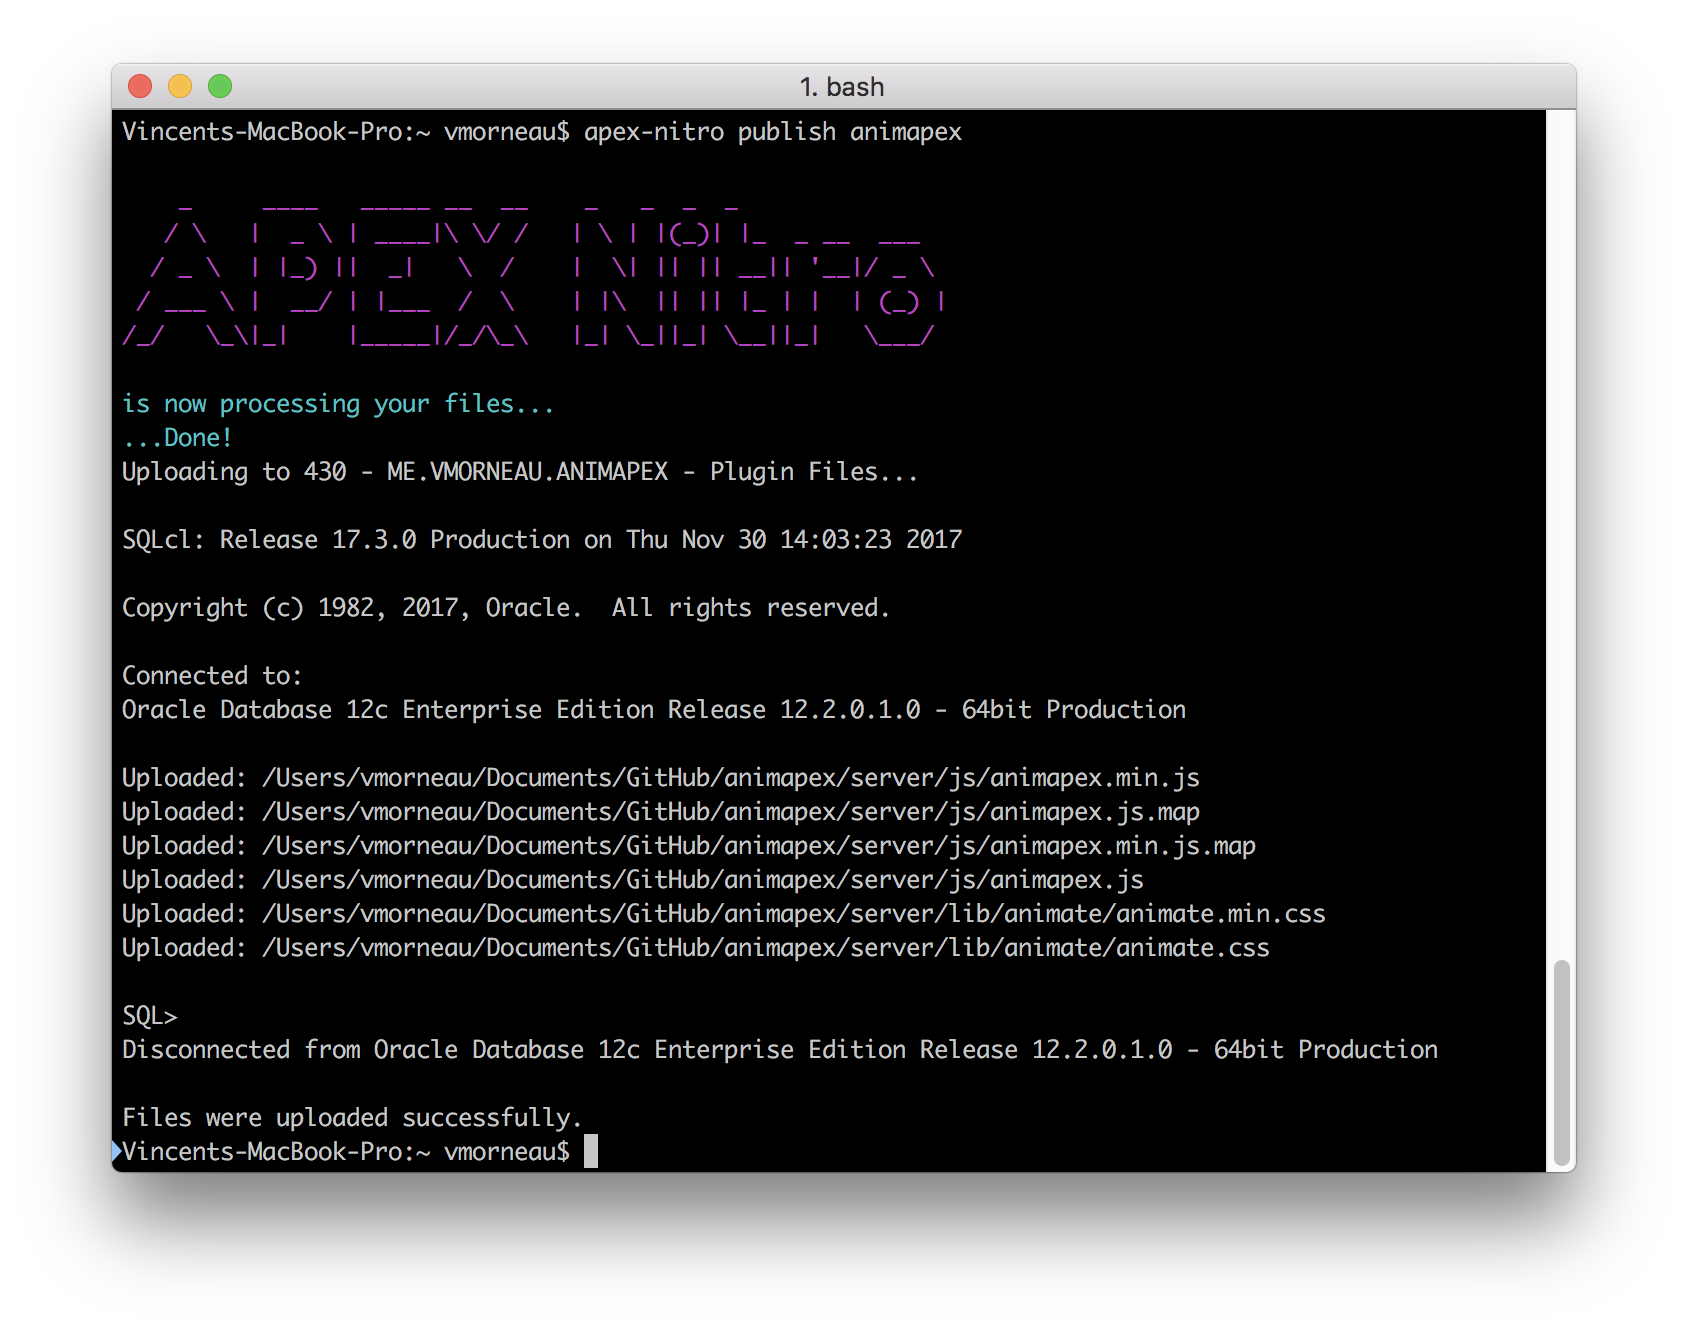 1. bash
Vincents-MacBook-Pro:~ vmorneau$ apex-nitro publish animapex
APEX Nitro
is now processing your files...
...Done!
Uploading to 430 - ME.VMORNEAU.ANIMAPEX - Plugin Files...
SQLcl: Release 17.3.0 Production on Thu Nov 30 14:03:23 2017
Copyright (c) 1982, 2017, Oracle.  All rights reserved.
Connected to:
Oracle Database 12c Enterprise Edition Release 12.2.0.1.0 - 64bit Production
Uploaded: /Users/vmorneau/Documents/GitHub/animapex/server/js/animapex.min.js
Uploaded: /Users/vmorneau/Documents/GitHub/animapex/server/js/animapex.js.map
Uploaded: /Users/vmorneau/Documents/GitHub/animapex/server/js/animapex.min.js.map
Uploaded: /Users/vmorneau/Documents/GitHub/animapex/server/js/animapex.js
Uploaded: /Users/vmorneau/Documents/GitHub/animapex/server/lib/animate/animate.min.css
Uploaded: /Users/vmorneau/Documents/GitHub/animapex/server/lib/animate/animate.css
SQL>
Disconnected from Oracle Database 12c Enterprise Edition Release 12.2.0.1.0 - 64bit Production
Files were uploaded successfully.
Vincents-MacBook-Pro:~ vmorneau$